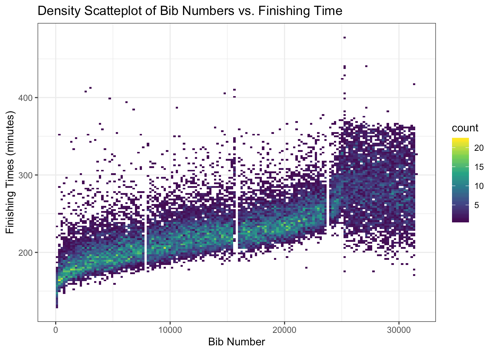 Density Scatteplot of Bib Numbers vs. Finishing Time
Finishing Times (minutes)
400
300
200
0
10000
20000
30000
Bib Number
count
20
15
10
5